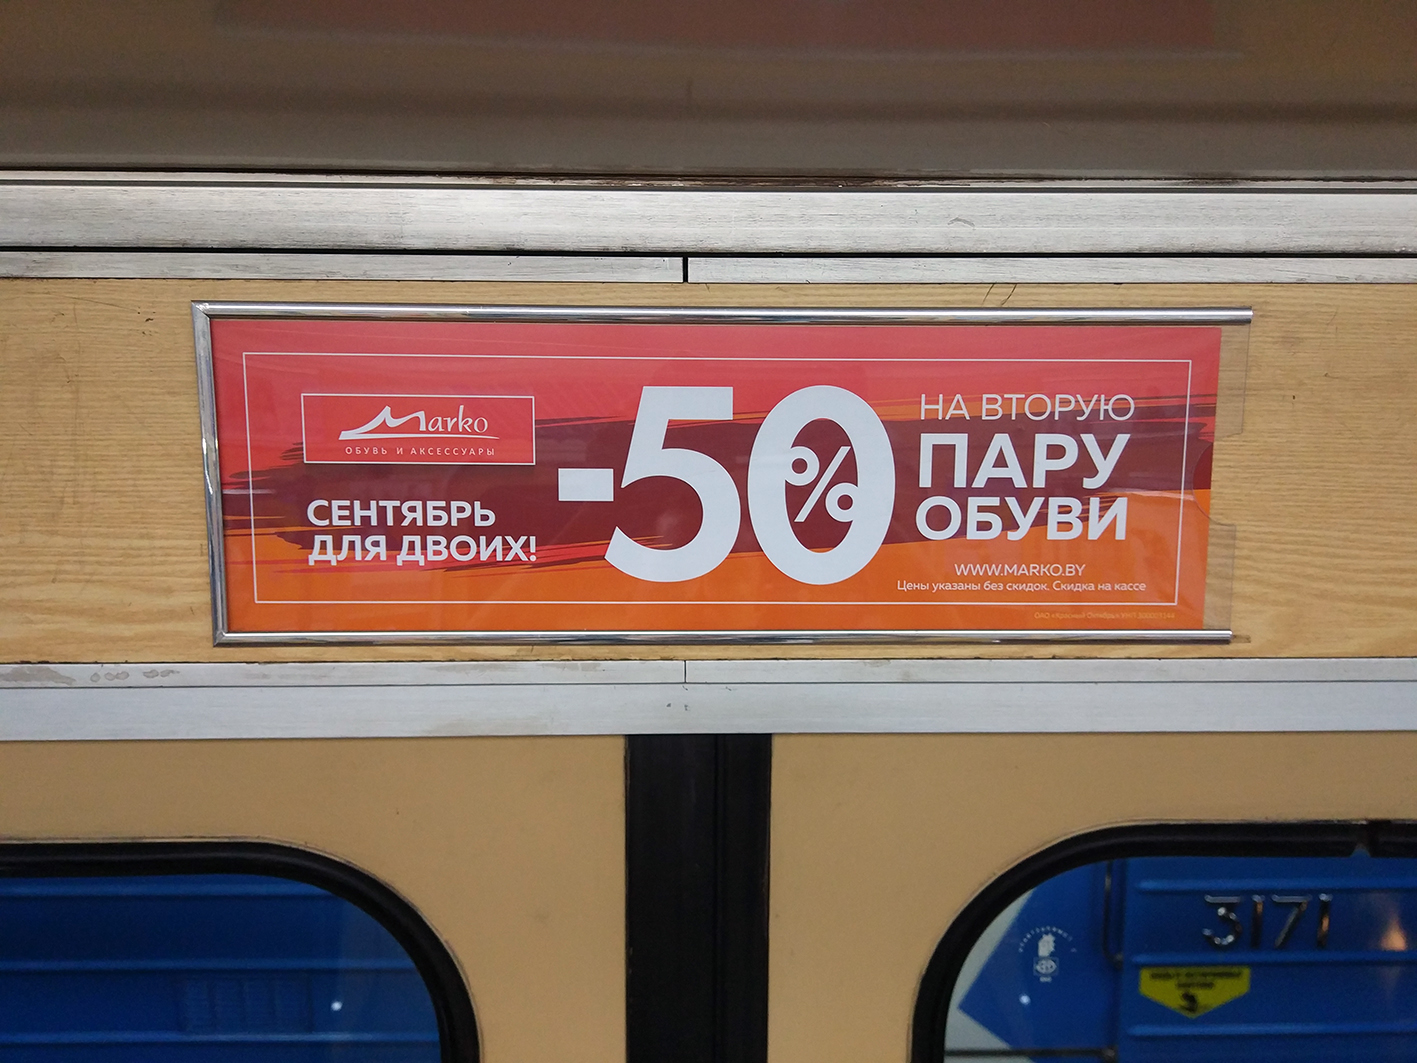 Marko
ОБУВЬ И АКСЕССУАРЫ
СЕНТЯБРЬ
ДЛЯ ДВОИХ!
-50%
НА ВТОРУЮ
ПАРУ
ОБУВИ
WWW.MARKO.BY
Цены указаны без скидок. Скидка на кассе
3171